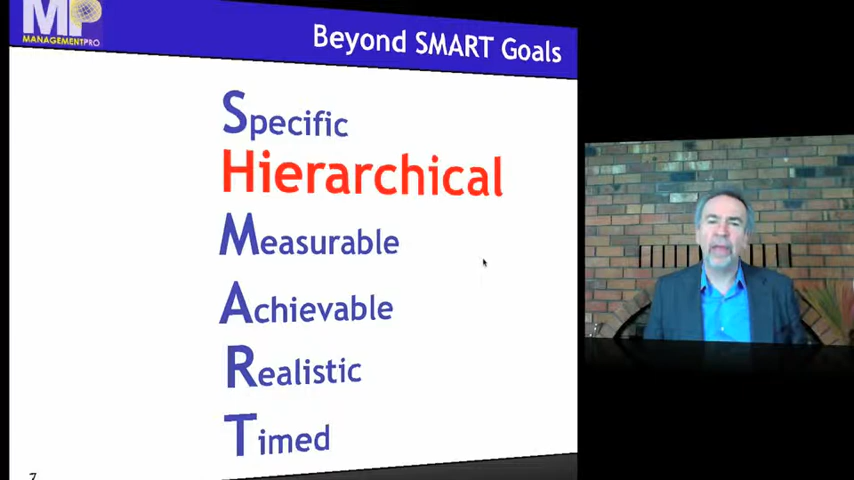 MP
MANAGEMENTPRO
Beyond SMART Goals
Specific
Hierarchical
Measurable
Achievable
Realistic
Timed
7